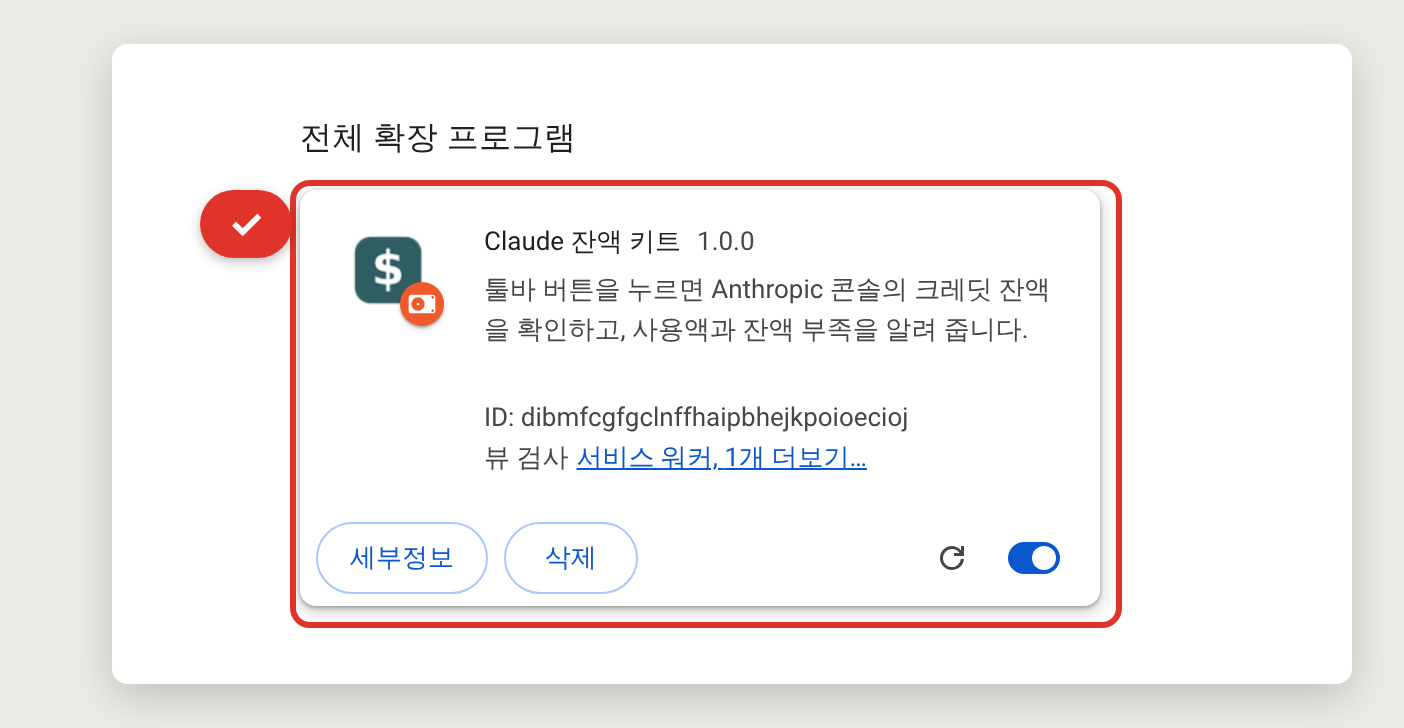 전체 확장 프로그램
Claude 잔액 키트 1.0.0
툴바 버튼을 누르면 Anthropic 콘솔의 크레딧 잔액
을 확인하고, 사용액과 잔액 부족을 알려 줍니다.
ID: dibmfcgfgclnffhaipbhejkpoioecioj
뷰 검사 서비스 워커, 1개 더보기...
세부정보 삭제